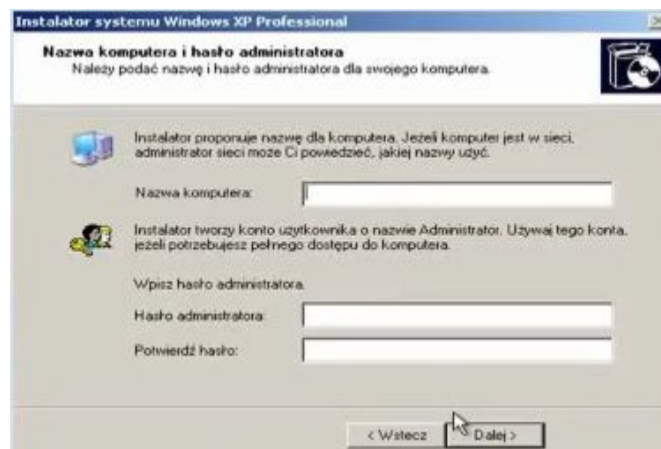 Instalator systemu Windows XP Professional
Nazwa komputera i hasło administratora
Należy podać nazwę i hasło administratora dla swojego komputera.
Instalator proponuje nazwę dla komputera. Jeżeli komputer jest w sieci,
administrator sieci może Ci powiedzieć, jakiej nazwy użyć.
Nazwa komputera:
Instalator tworzy konto użytkownika o nazwie Administrator. Używaj tego konta,
jeżeli potrzebujesz pełnego dostępu do komputera.
Wpisz hasło administratora.
Hasło administratora:
Potwierdź hasło:
< Wstecz
Dalej >